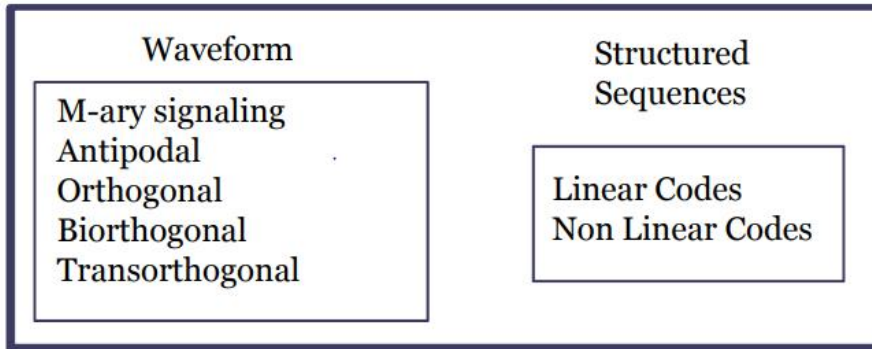 Waveform
M-ary signaling
Antipodal
Orthogonal
Biorthogonal
Transorthogonal
Structured
Sequences
Linear Codes
Non Linear Codes